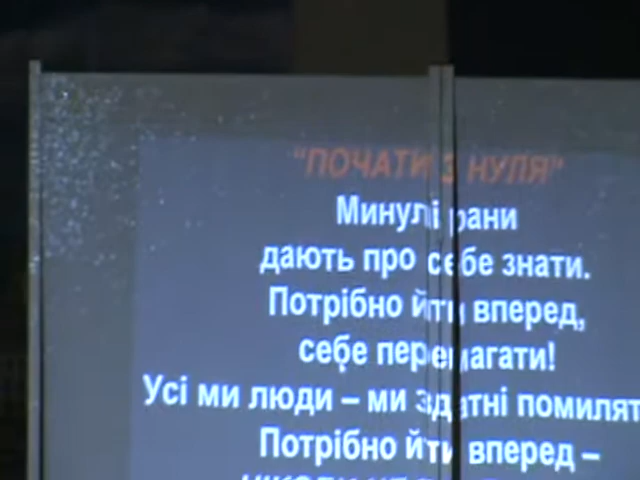 "ПОЧАТИ З НУЛЯ"
Минулі рани
дають про себе знати.
Потрібно йти вперед,
себе перемагати!
Усі ми люди – ми здатні
Потрібно йти вперед –